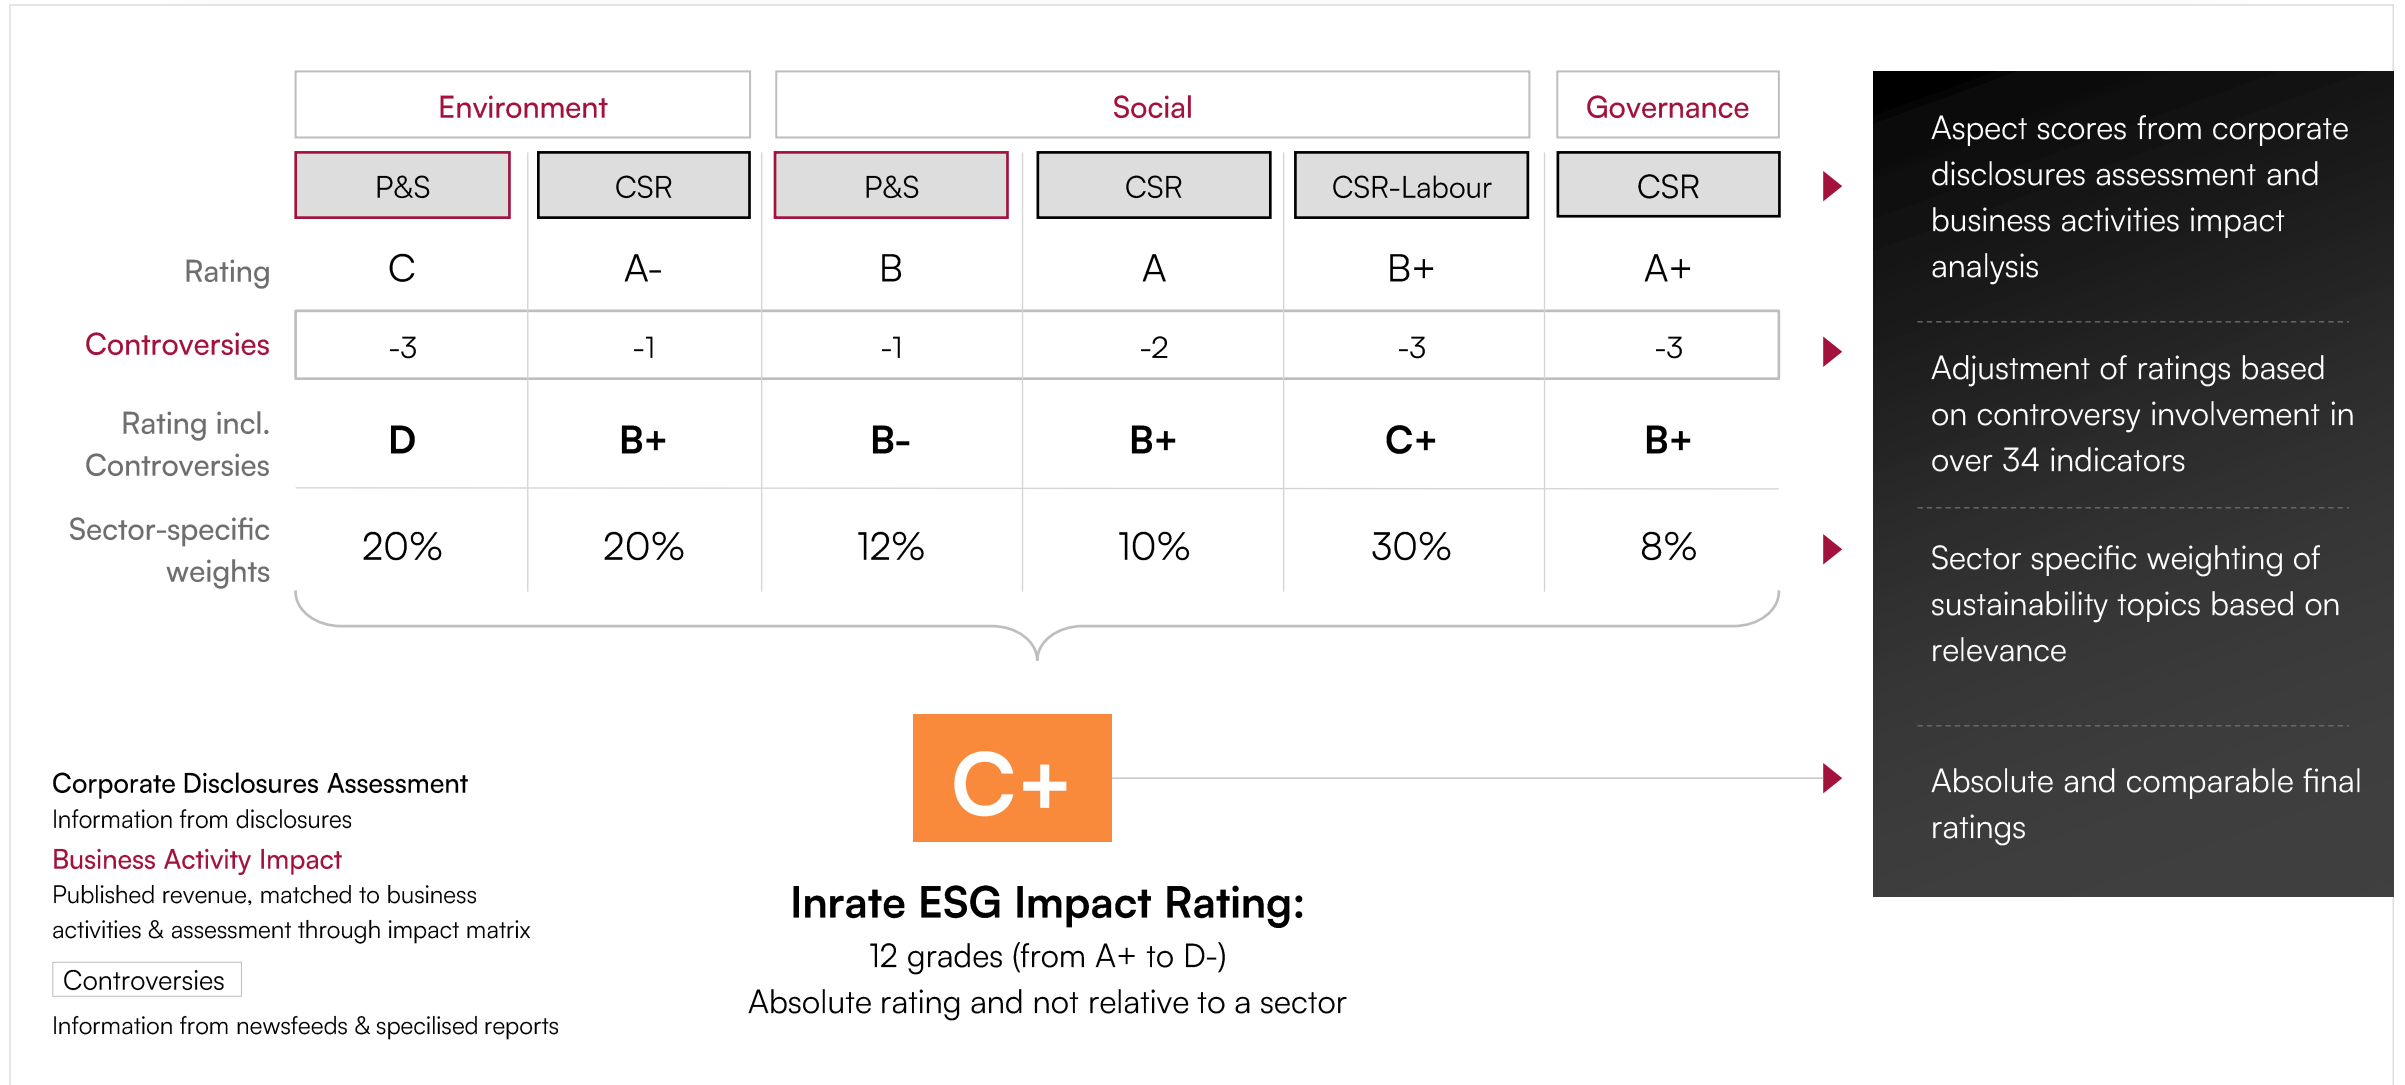 Environment Social Governance
P&S CSR P&S CSR CSR-Labour CSR
Rating C A- B A B+ A+
Controversies -3 -1 -1 -2 -3 -3
Rating incl.
Controversies
D B+ B- B+ C+ B+
Sector-specific
weights
20% 20% 12% 10% 30% 8%
Aspect scores from corporate
disclosures assessment and
business activities impact
analysis
Adjustment of ratings based
on controversy involvement in
over 34 indicators
Sector specific weighting of
sustainability topics based on
relevance
Absolute and comparable final
ratings
C+
Inrate ESG Impact Rating:
12 grades (from A+ to D-)
Absolute rating and not relative to a sector
Corporate Disclosures Assessment
Information from disclosures
Business Activity Impact
Published revenue, matched to business
activities & assessment through impact matrix
Controversies
Information from newsfeeds & specilised reports